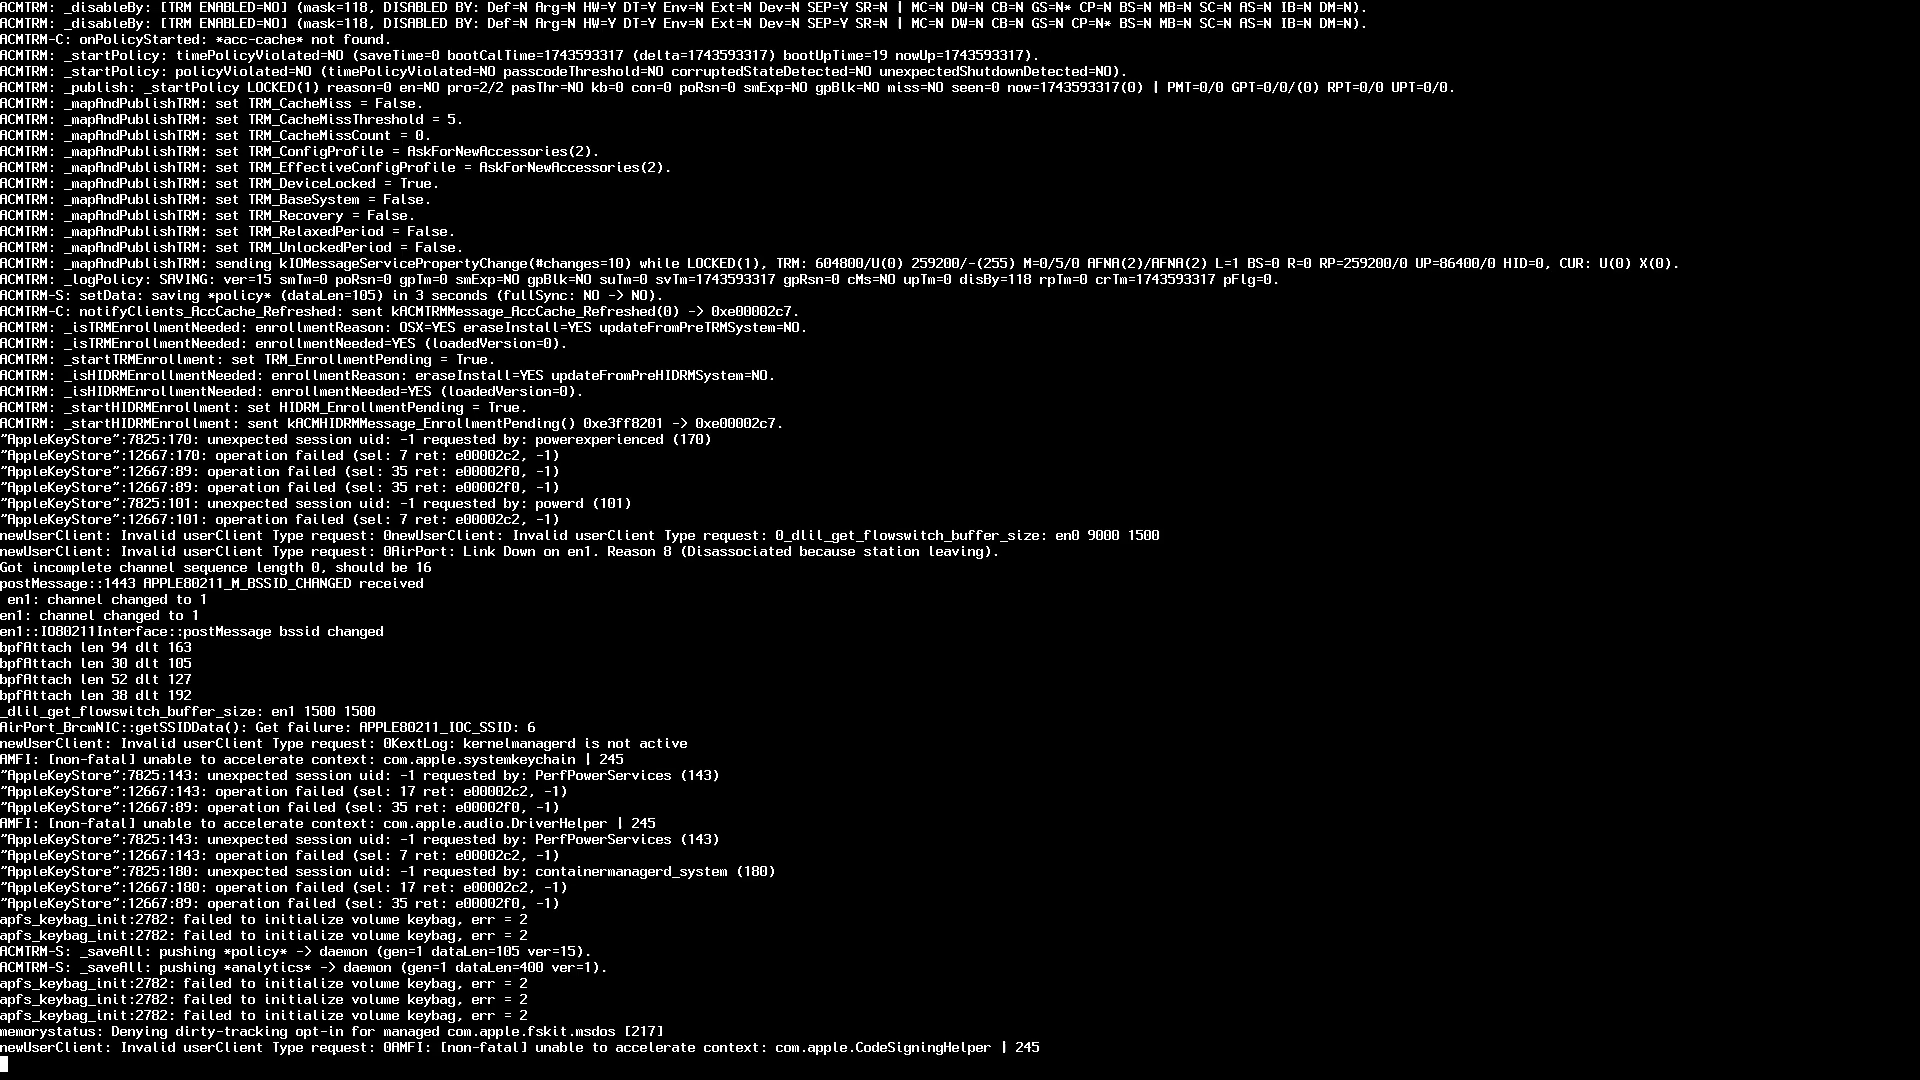 ACMTRM: _disableBy: [TRM ENABLED=NO] (mask=118, DISABLED BY: Def=N Arg=N HW=Y DT=Y Env=N Ext=N Dev=N SEP=Y SR=N | MC=N DW=N CB=N GS=N* CP=N BS=N MB=N SC=N AS=N IB=N DM=N).
ACMTRM: _disableBy: [TRM ENABLED=NO] (mask=118, DISABLED BY: Def=N Arg=N HW=Y DT=Y Env=N Ext=N Dev=N SEP=Y SR=N | MC=N DW=N CB=N GS=N CP=N* BS=N MB=N SC=N AS=N IB=N DM=N).
ACMTRM-C: onPolicyStarted: *acc-cache* not found.
ACMTRM: _startPolicy: timePolicyViolated=NO (saveTime=0 bootCalTime=1743593317 (delta=1743593317) bootUpTime=19 nowUp=1743593317).
ACMTRM: _startPolicy: policyViolated=NO (timePolicyViolated=NO passcodeThreshold=NO corruptedStateDetected=NO unexpectedShutdownDetected=NO).
ACMTRM: _publish: _startPolicy LOCKED(1) reason=0 en=NO pro=2/2 pasThr=NO kb=0 con=0 poRsn=0 smExp=NO gpBlk=NO miss=NO seen=0 now=1743593317(0) | PMT=0/0 GPT=0/0/(0) RPT=0/0 UPT=0/0.
ACMTRM: _mapAndPublishTRM: set TRM_CacheMiss = False.
ACMTRM: _mapAndPublishTRM: set TRM_CacheMissThreshold = 5.
ACMTRM: _mapAndPublishTRM: set TRM_CacheMissCount = 0.
ACMTRM: _mapAndPublishTRM: set TRM_ConfigProfile = AskForNewAccessories(2).
ACMTRM: _mapAndPublishTRM: set TRM_EffectiveConfigProfile = AskForNewAccessories(2).
ACMTRM: _mapAndPublishTRM: set TRM_DeviceLocked = True.
ACMTRM: _mapAndPublishTRM: set TRM_BaseSystem = False.
ACMTRM: _mapAndPublishTRM: set TRM_Recovery = False.
ACMTRM: _mapAndPublishTRM: set TRM_RelaxedPeriod = False.
ACMTRM: _mapAndPublishTRM: set TRM_UnlockedPeriod = False.
ACMTRM: _mapAndPublishTRM: sending kIOMessageServicePropertyChange(#changes=10) while LOCKED(1), TRM: 604800/U(0) 259200/-(255) M=0/5/0 AFNA(2)/AFNA(2) L=1 BS=0 R=0 RP=259200/0 UP=86400/0 HID=0, CUR: U(0) X(0).
ACMTRM: _logPolicy: SAVING: ver=15 smTm=0 poRsn=0 gpTm=0 smExp=NO gpBlk=NO suTm=0 svTm=1743593317 gpRsn=0 cMs=NO upTm=0 disBy=118 rpTm=0 crTm=1743593317 pFlg=0.
ACMTRM-S: setData: saving *policy* (dataLen=105) in 3 seconds (fullSync: NO -> NO).
ACMTRM-C: notifyClients_AccCache_Refreshed: sent kACMTRMMessage_AccCache_Refreshed(0) -> 0xe00002c7.
ACMTRM: _isTRMEnrollmentNeeded: enrollmentReason: OSX=YES eraseInstall=YES updateFromPreTRMSystem=NO.
ACMTRM: _isTRMEnrollmentNeeded: enrollmentNeeded=YES (loadedVersion=0).
ACMTRM: _startTRMEnrollment: set TRM_EnrollmentPending = True.
ACMTRM: _isHIDRMEnrollmentNeeded: enrollmentReason: eraseInstall=YES updateFromPreHIDRMSystem=NO.
ACMTRM: _isHIDRMEnrollmentNeeded: enrollmentNeeded=YES (loadedVersion=0).
ACMTRM: _startHIDRMEnrollment: set HIDRM_EnrollmentPending = True.
ACMTRM: _startHIDRMEnrollment: sent kACMHIDRMMessage_EnrollmentPending() 0xe3ff8201 -> 0xe00002c7.
"AppleKeyStore":7825:170: unexpected session uid: -1 requested by: powerexperienced (170)
"AppleKeyStore":12667:170: operation failed (sel: 7 ret: e00002c2, -1)
"AppleKeyStore":12667:89: operation failed (sel: 35 ret: e00002f0, -1)
"AppleKeyStore":12667:89: operation failed (sel: 35 ret: e00002f0, -1)
"AppleKeyStore":7825:101: unexpected session uid: -1 requested by: powerd (101)
"AppleKeyStore":12667:101: operation failed (sel: 7 ret: e00002c2, -1)
newUserClient: Invalid userClient Type request: 0newUserClient: Invalid userClient Type request: 0_dlil_get_flowswitch_buffer_size: en0 9000 1500
newUserClient: Invalid userClient Type request: 0AirPort: Link Down on en1. Reason 8 (Disassociated because station leaving).
Got incomplete channel sequence length 0, should be 16
postMessage::1443 APPLE80211_M_BSSID_CHANGED received
 en1: channel changed to 1
en1: channel changed to 1
en1::IO80211Interface::postMessage bssid changed
bpfAttach len 94 dlt 163
bpfAttach len 30 dlt 105
bpfAttach len 52 dlt 127
bpfAttach len 38 dlt 192
_dlil_get_flowswitch_buffer_size: en1 1500 1500
AirPort_BrcmNIC::getSSIDData(): Get failure: APPLE80211_IOC_SSID: 6
newUserClient: Invalid userClient Type request: 0KextLog: kernelmanagerd is not active
AMFI: [non-fatal] unable to accelerate context: com.apple.systemkeychain | 245
"AppleKeyStore":7825:143: unexpected session uid: -1 requested by: PerfPowerServices (143)
"AppleKeyStore":12667:143: operation failed (sel: 17 ret: e00002c2, -1)
"AppleKeyStore":12667:89: operation failed (sel: 35 ret: e00002f0, -1)
AMFI: [non-fatal] unable to accelerate context: com.apple.audio.DriverHelper | 245
"AppleKeyStore":7825:143: unexpected session uid: -1 requested by: PerfPowerServices (143)
"AppleKeyStore":12667:143: operation failed (sel: 7 ret: e00002c2, -1)
"AppleKeyStore":7825:180: unexpected session uid: -1 requested by: containermanagerd_system (180)
"AppleKeyStore":12667:180: operation failed (sel: 17 ret: e00002c2, -1)
"AppleKeyStore":12667:89: operation failed (sel: 35 ret: e00002f0, -1)
apfs_keybag_init:2782: failed to initialize volume keybag, err = 2
apfs_keybag_init:2782: failed to initialize volume keybag, err = 2
ACMTRM-S: _saveAll: pushing *policy* -> daemon (gen=1 dataLen=105 ver=15).
ACMTRM-S: _saveAll: pushing *analytics* -> daemon (gen=1 dataLen=400 ver=1).
apfs_keybag_init:2782: failed to initialize volume keybag, err = 2
apfs_keybag_init:2782: failed to initialize volume keybag, err = 2
apfs_keybag_init:2782: failed to initialize volume keybag, err = 2
memorystatus: Denying dirty-tracking opt-in for managed com.apple.fskit.msdos [217]
newUserClient: Invalid userClient Type request: 0AMFI: [non-fatal] unable to accelerate context: com.apple.CodeSigningHelper | 245